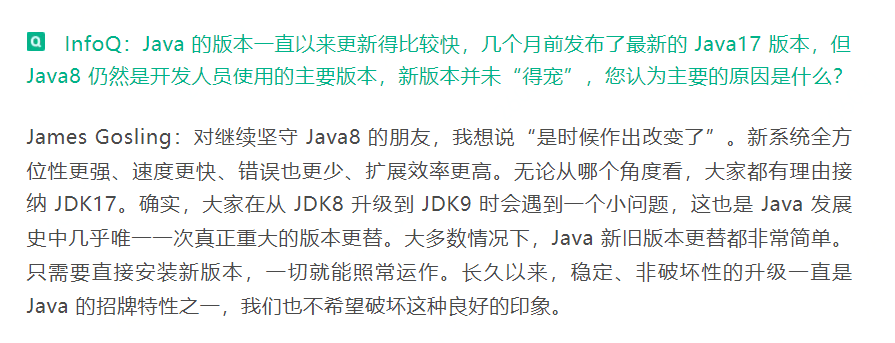 Q InfoQ：Java 的版本一直以来更新得比较快，几个月前发布了最新的 Java17 版本，但
Java8 仍然是开发人员使用的主要版本，新版本并未“得宠”，您认为主要的原因是什么？
James Gosling：对继续坚守 Java8 的朋友，我想说“是时候作出改变了”。新系统全方
位性更强、速度更快、错误也更少、扩展效率更高。无论从哪个角度看，大家都有理由接
纳 JDK17。确实，大家在从 JDK8 升级到 JDK9 时会遇到一个小问题，这也是 Java 发展
史中几乎唯一一次真正重大的版本更替。大多数情况下，Java 新旧版本更替都非常简单。
只需要直接安装新版本，一切就能照常运作。长久以来，稳定、非破坏性的升级一直是
Java 的招牌特性之一，我们也不希望破坏这种良好的印象。